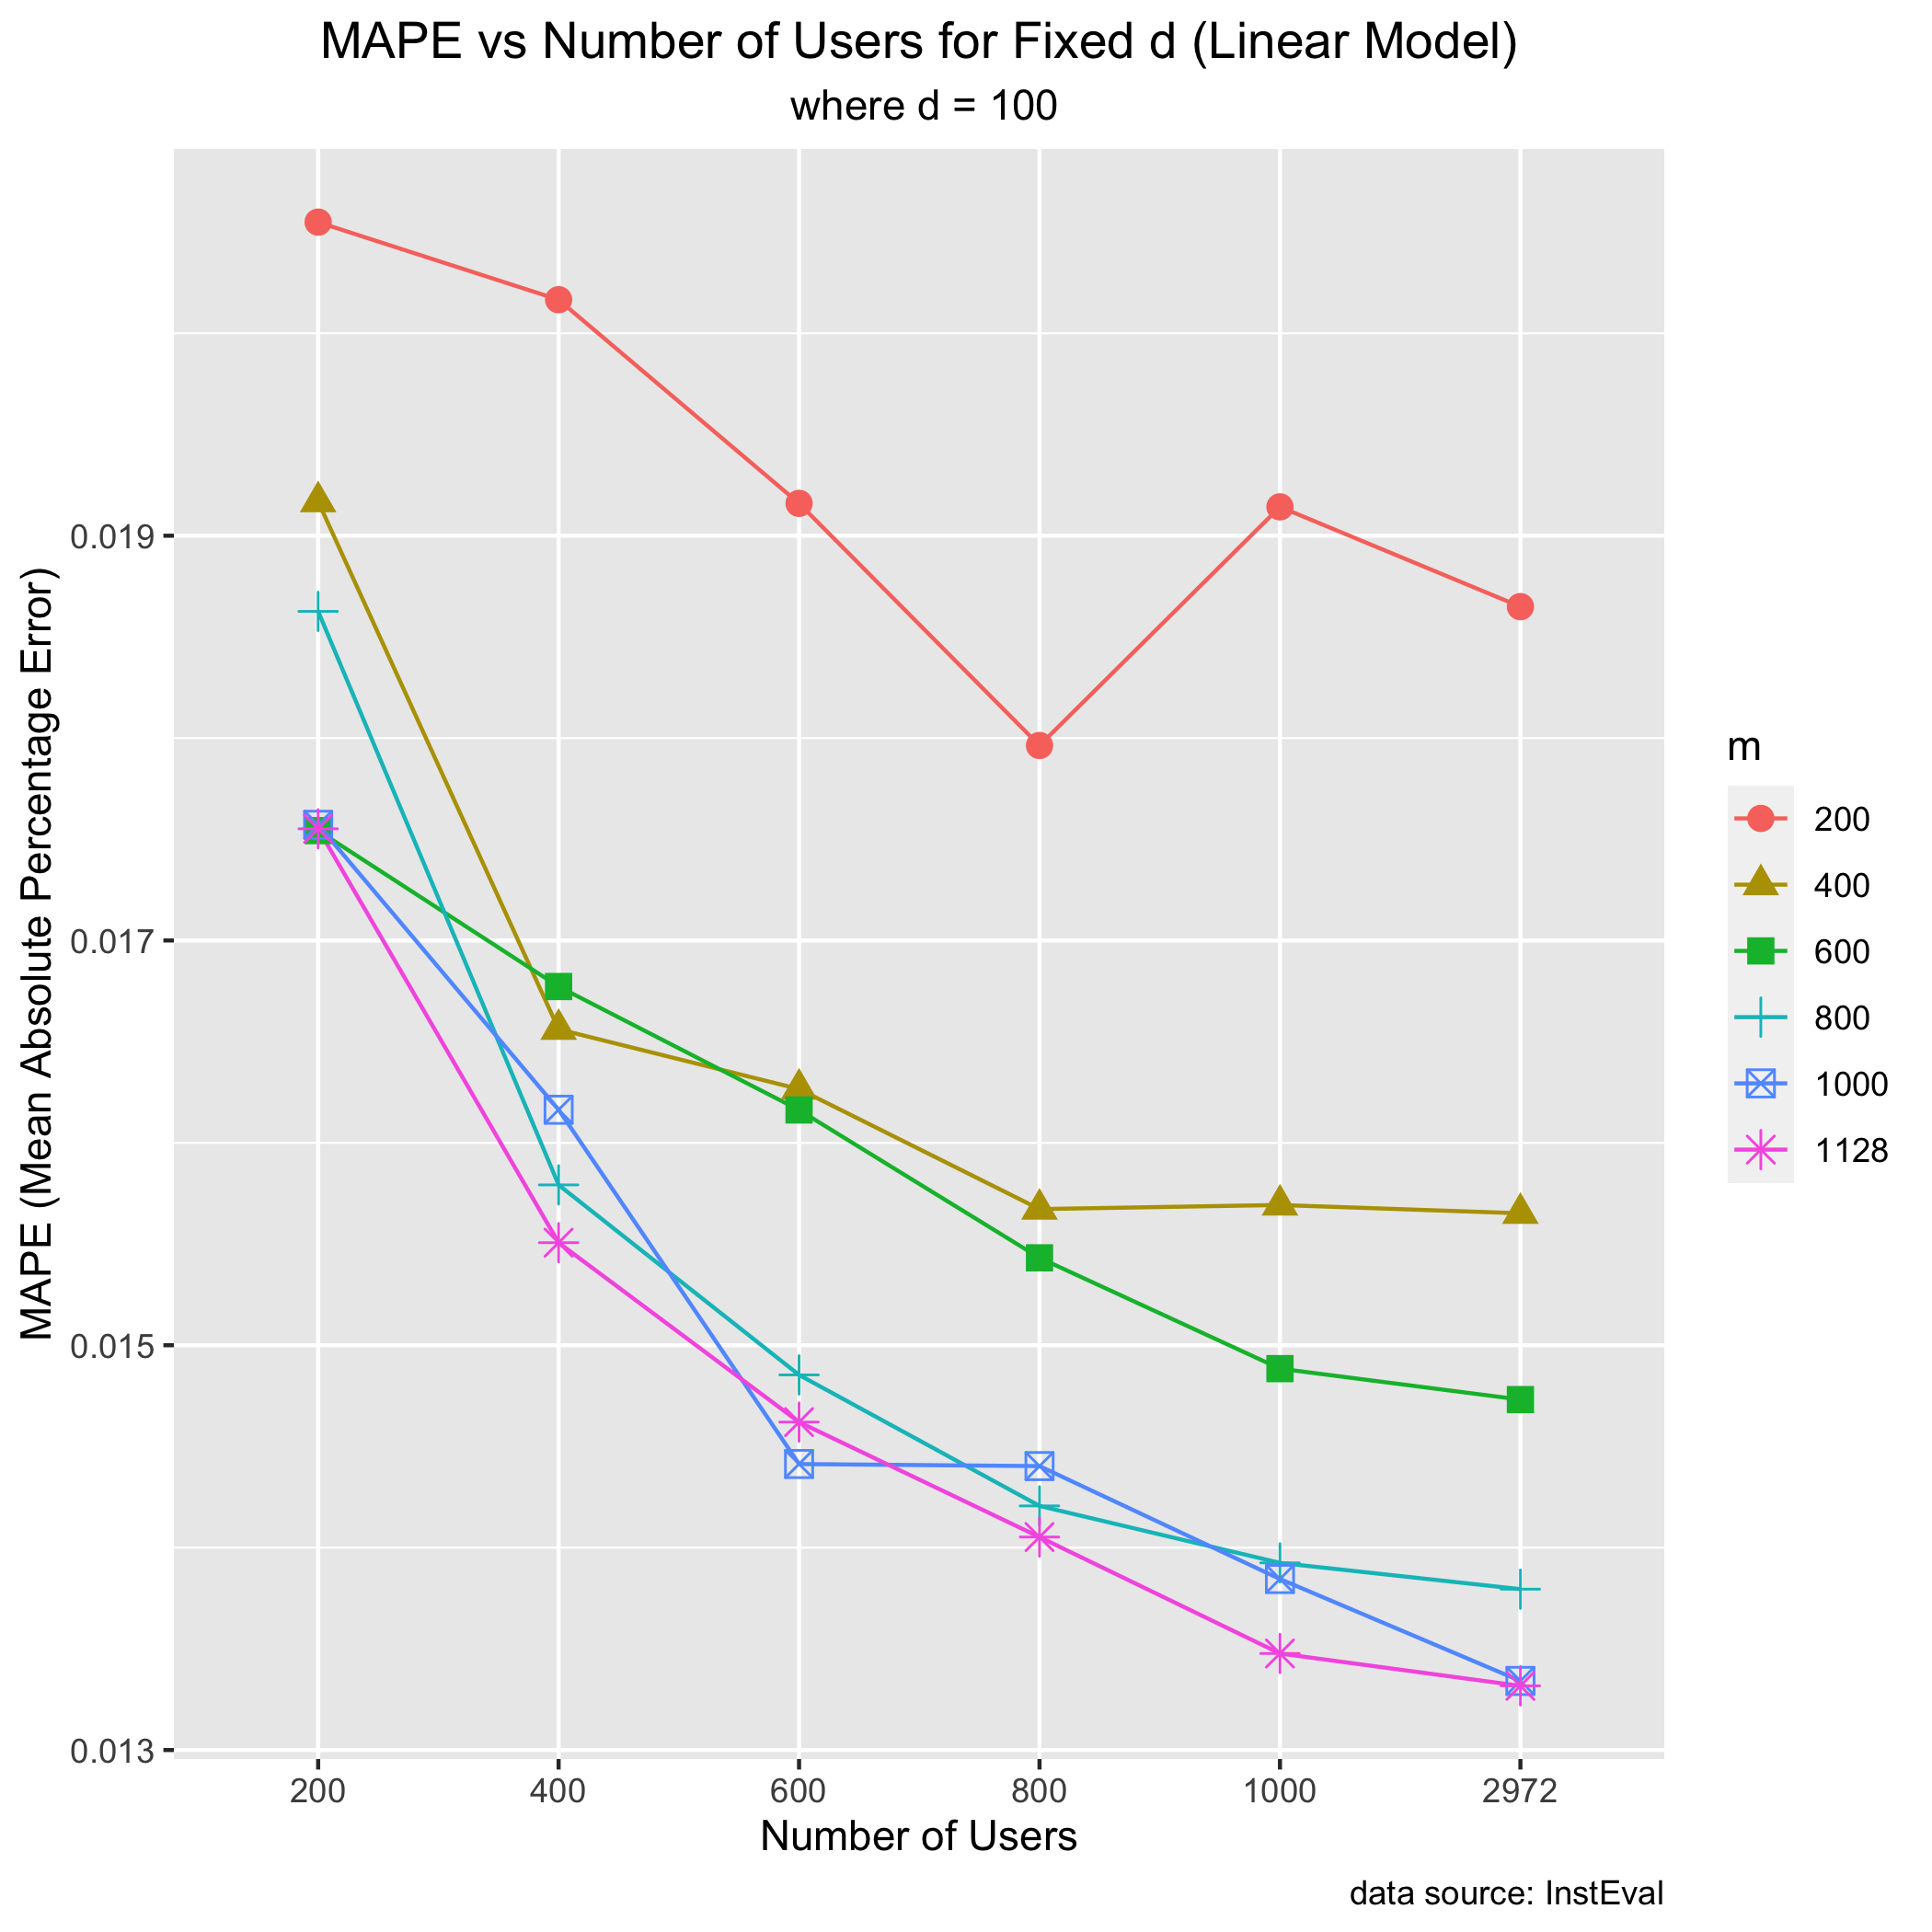 MAPE vs Number of Users for Fixed d (Linear Model)
where d = 100
MAPE (Mean Absolute Percentage Error)
0.019
0.017
0.015
0.013
200 400 600 800 1000 2972
Number of Users
m
200
400
600
800
1000
1128
data source: InstEval